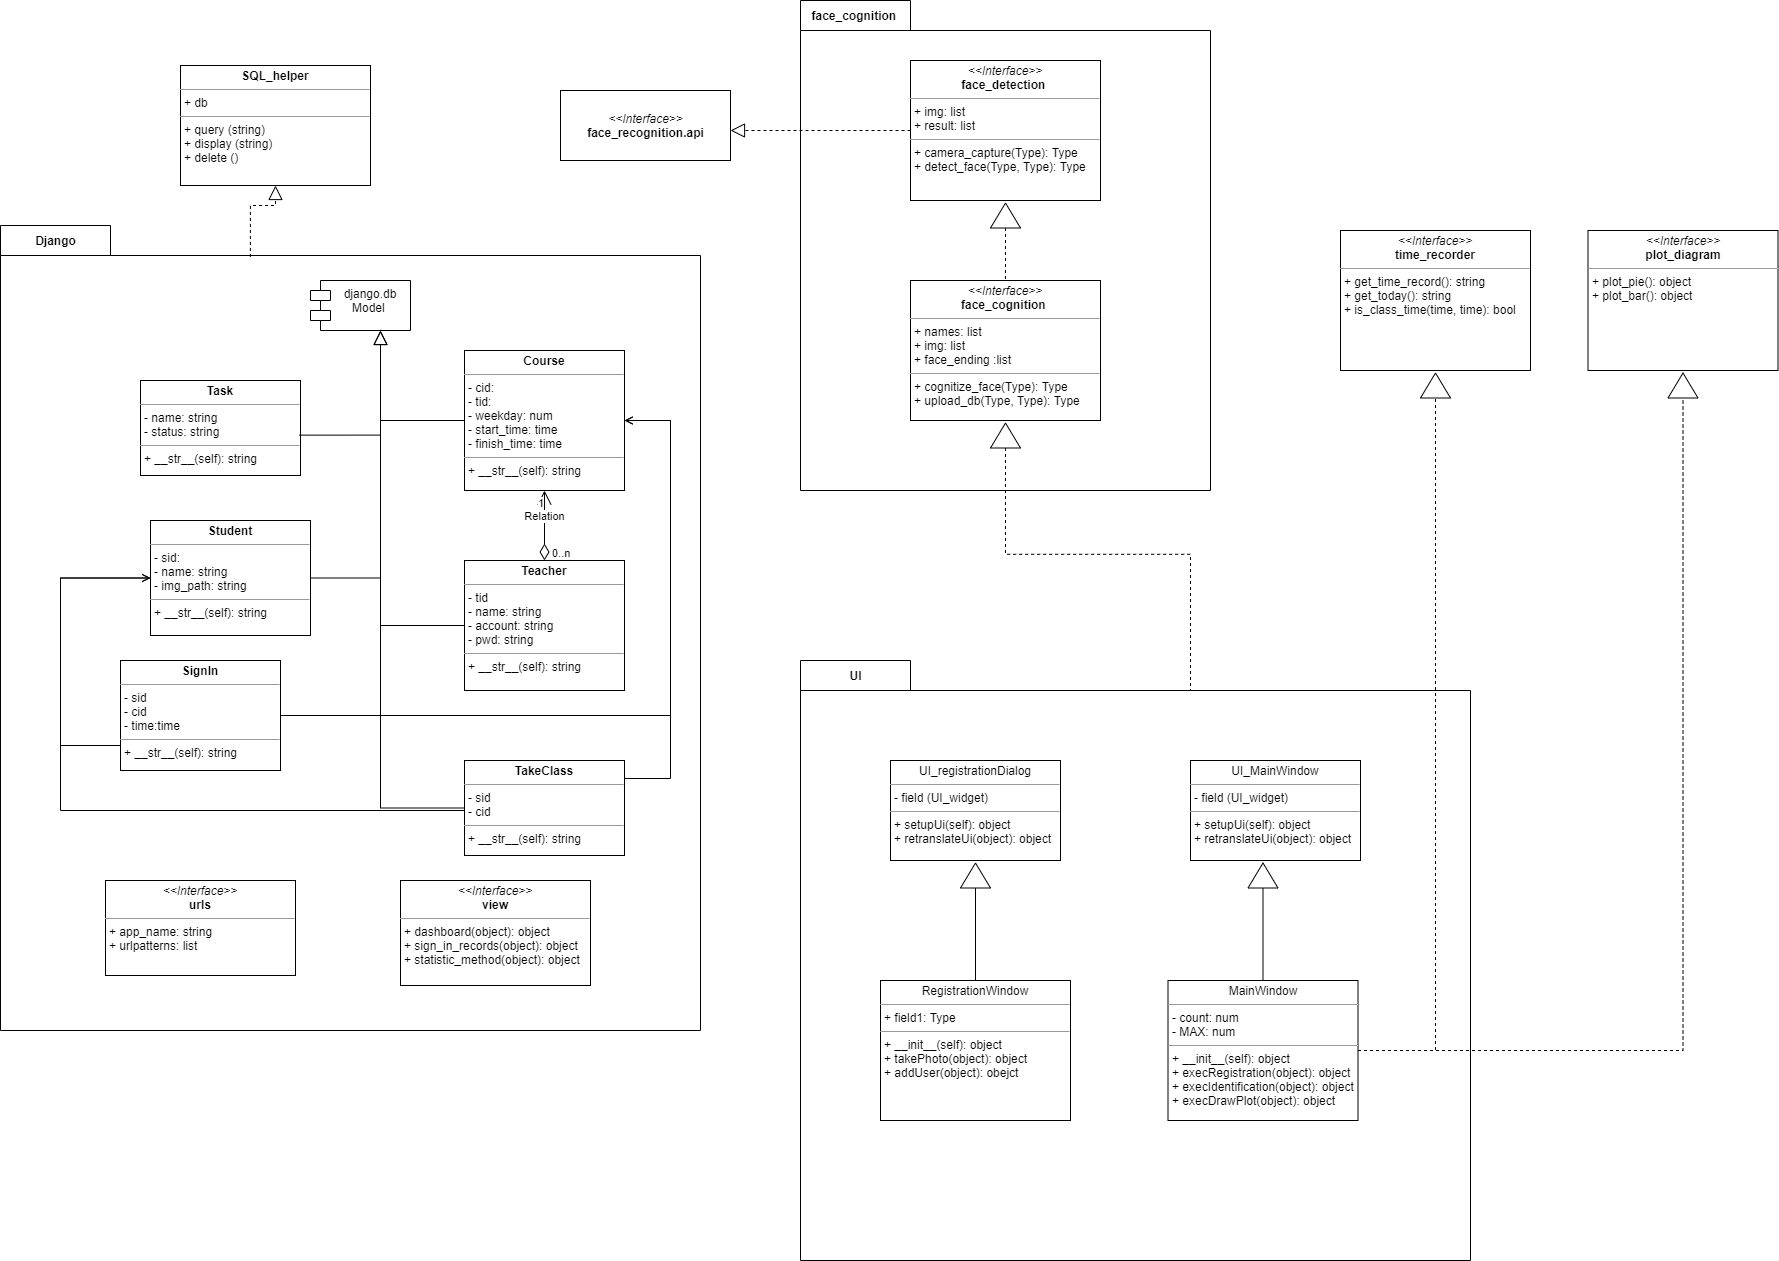 face_cognition
<<Interface>>
face_detection
+ img: list
+ result: list
+ camera_capture(Type): Type
+ detect_face(Type, Type): Type
SQL_helper
+ db
+ query (string)
+ display (string)
+ delete ()
<<Interface>>
face_recognition.api
Django
django.db
Model
<<Interface>>
face_cognition
+ names: list
+ img: list
+ face_ending :list
+ cognitize_face(Type): Type
+ upload_db(Type, Type): Type
<<Interface>>
time_recorder
+ get_time_record(): string
+ get_today(): string
+ is_class_time(time, time): bool
<<Interface>>
plot_diagram
+ plot_pie(): object
+ plot_bar(): object
Task
- name: string
- status: string
+ __str__(self): string
Course
- cid:
- tid:
- weekday: num
- start_time: time
- finish_time: time
+ __str__(self): string
1
Relation
0..n
Student
- sid:
- name: string
- img_path: string
+ __str__(self): string
Teacher
- tid
- name: string
- account: string
- pwd: string
+ __str__(self): string
SignIn
- sid
- cid
- time:time
+ __str__(self): string
TakeClass
- sid
- cid
+ __str__(self): string
<<Interface>>
urls
+ app_name: string
+ urlpatterns: list
<<Interface>>
view
+ dashboard(object): object
+ sign_in_records(object): object
+ statistic_method(object): object
UI
UI_registrationDialog
- field (UI_widget)
+ setupUi(self): object
+ retranslateUi(object): object
UI_MainWindow
- field (UI_widget)
+ setupUi(self): object
+ retranslateUi(object): object
RegistrationWindow
+ field1: Type
+ __init__(self): object
+ takePhoto(object): object
+ addUser(object): obejct
MainWindow
- count: num
- MAX: num
+ __init__(self): object
+ execRegistration(object): object
+ execIdentification(object): object
+ execDrawPlot(object): object